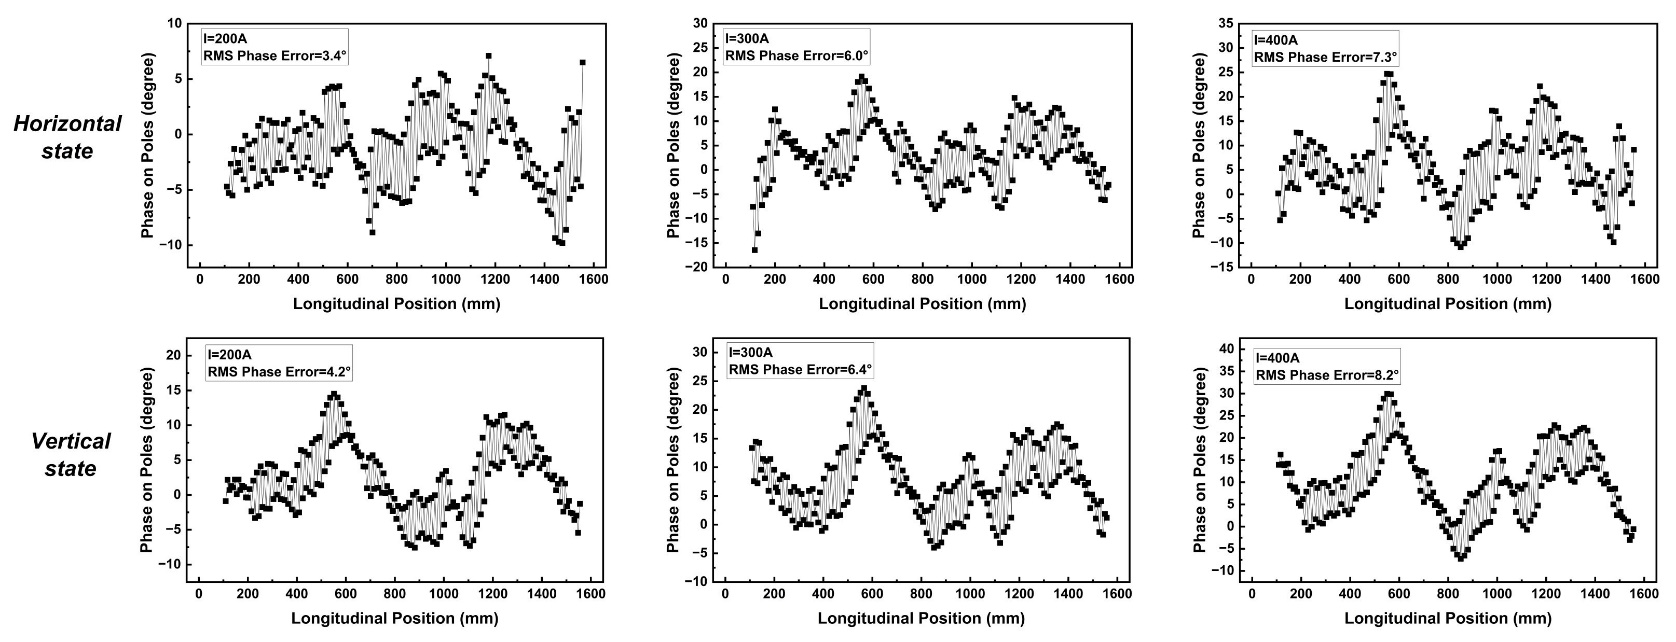 Horizontal
state
I=200A
RMS Phase Error=3.4°
Phase on Poles (degree)
10
5
0
−5
−10
0 200 400 600 800 1000 1200 1400 1600
Longitudinal Position (mm)
I=300A
RMS Phase Error=6.0°
Phase on Poles (degree)
30
25
20
15
10
5
0
−5
−10
−15
−20
0 200 400 600 800 1000 1200 1400 1600
Longitudinal Position (mm)
I=400A
RMS Phase Error=7.3°
Phase on Poles (degree)
35
30
25
20
15
10
5
0
−5
−10
−15
0 200 400 600 800 1000 1200 1400 1600
Longitudinal Position (mm)
Vertical
state
I=200A
RMS Phase Error=4.2°
Phase on Poles (degree)
20
15
10
5
0
−5
−10
0 200 400 600 800 1000 1200 1400 1600
Longitudinal Position (mm)
I=300A
RMS Phase Error=6.4°
Phase on Poles (degree)
30
25
20
15
10
5
0
−5
−10
0 200 400 600 800 1000 1200 1400 1600
Longitudinal Position (mm)
I=400A
RMS Phase Error=8.2°
Phase on Poles (degree)
40
35
30
25
20
15
10
5
0
−5
−10
0 200 400 600 800 1000 1200 1400 1600
Longitudinal Position (mm)